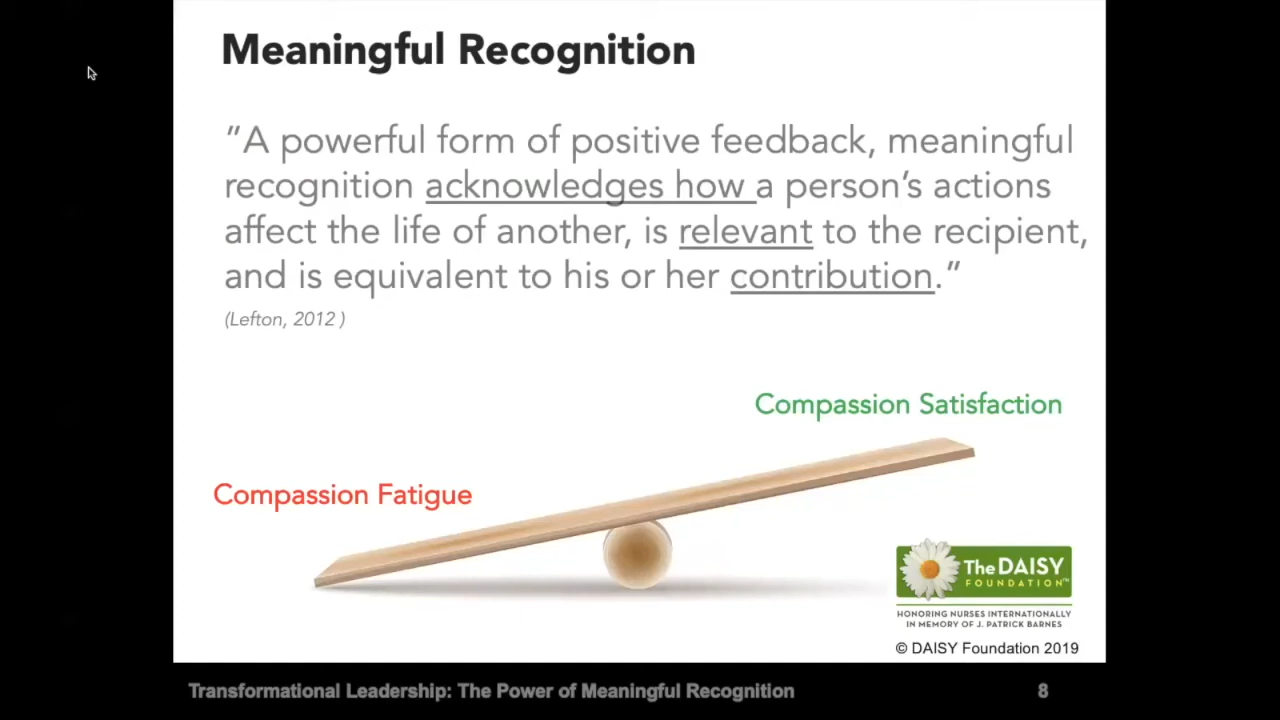 Meaningful Recognition
"A powerful form of positive feedback, meaningful
recognition acknowledges how a person's actions
affect the life of another, is relevant to the recipient,
and is equivalent to his or her contribution."
(Lefton, 2012 )
Compassion Satisfaction
Compassion Fatigue
The DAISY
FOUNDATION™
HONORING NURSES INTERNATIONALLY
IN MEMORY OF J. PATRICK BARNES
© DAISY Foundation 2019
Transformational Leadership: The Power of Meaningful Recognition 8